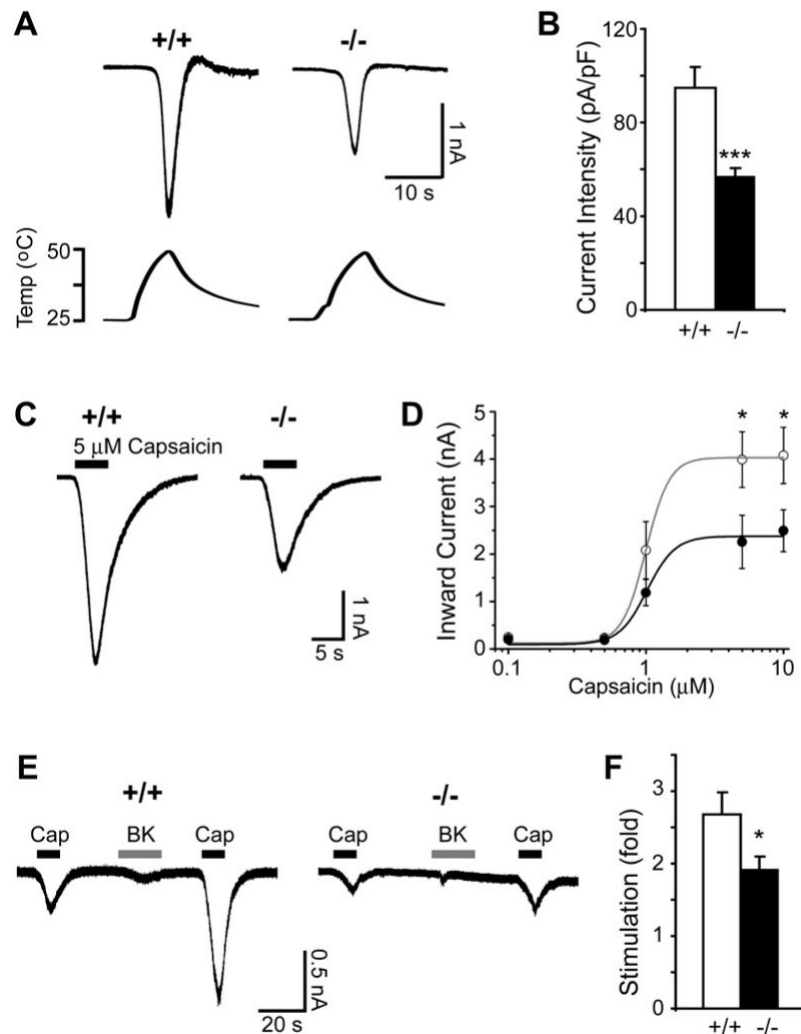 A
+/+
-/-
1 nA
10 s
Temp (oC)
50
25
B
Current Intensity (pA/pF)
120
80
40
0
***
+/+ -/-
C
+/+
-/-
5 μM Capsaicin
1 nA
5 s
D
Inward Current (nA)
5
4
3
2
1
0
* *
0.1 1 10
Capsaicin (μM)
E
+/+
-/-
Cap BK Cap
Cap BK Cap
0.5 nA
20 s
F
Stimulation (fold)
3
2
1
0
*
+/+ -/-